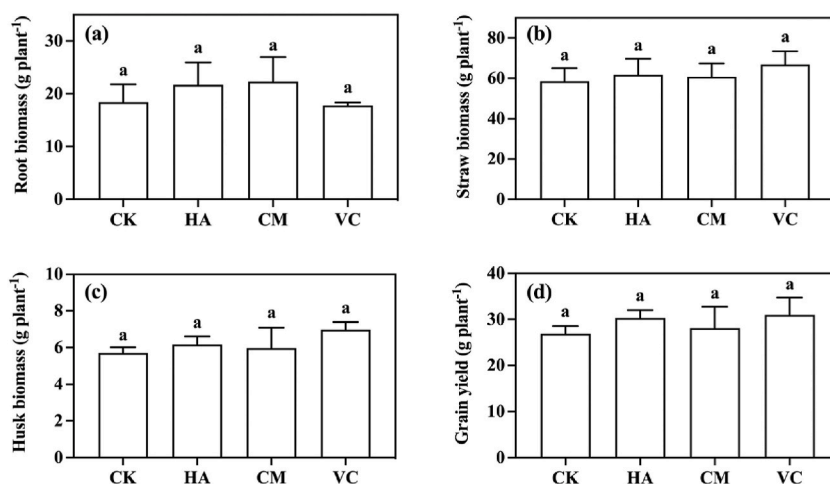 (a)
Root biomass (g plant⁻¹)
30
20
10
0
a a a a
CK HA CM VC
(b)
Straw biomass (g plant⁻¹)
80
60
40
20
0
a a a a
CK HA CM VC
(c)
Husk biomass (g plant⁻¹)
10
8
6
4
2
0
a a a a
CK HA CM VC
(d)
Grain yield (g plant⁻¹)
40
30
20
10
0
a a a a
CK HA CM VC